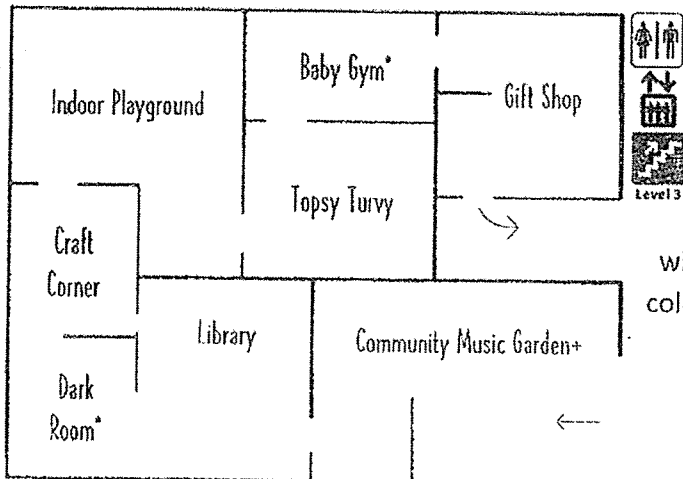 Baby Gym*
Indoor Playground
Gift Shop
Topsy Turvy
Level 3
Craft
Corner
Library
Community Music Garden+
Dark
Room*